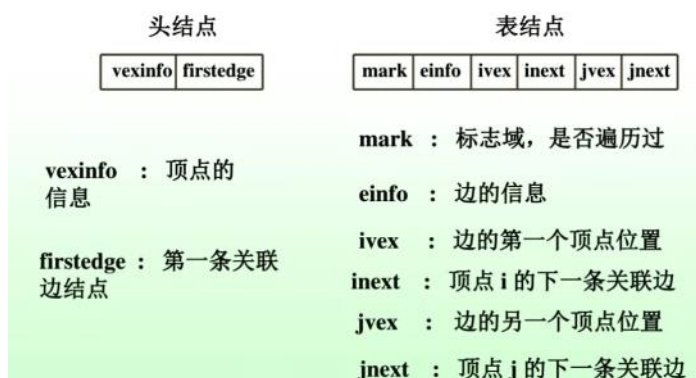 头结点
vexinfo firstedge
vexinfo : 顶点的
信息
firstedge : 第一条关联
边结点
表结点
mark einfo ivex inext jvex jnext
mark : 标志域，是否遍历过
einfo : 边的信息
ivex : 边的第一个顶点位置
inext : 顶点 i 的下一条关联边
jvex : 边的另一个顶点位置
jnext : 顶点 j 的下一条关联边